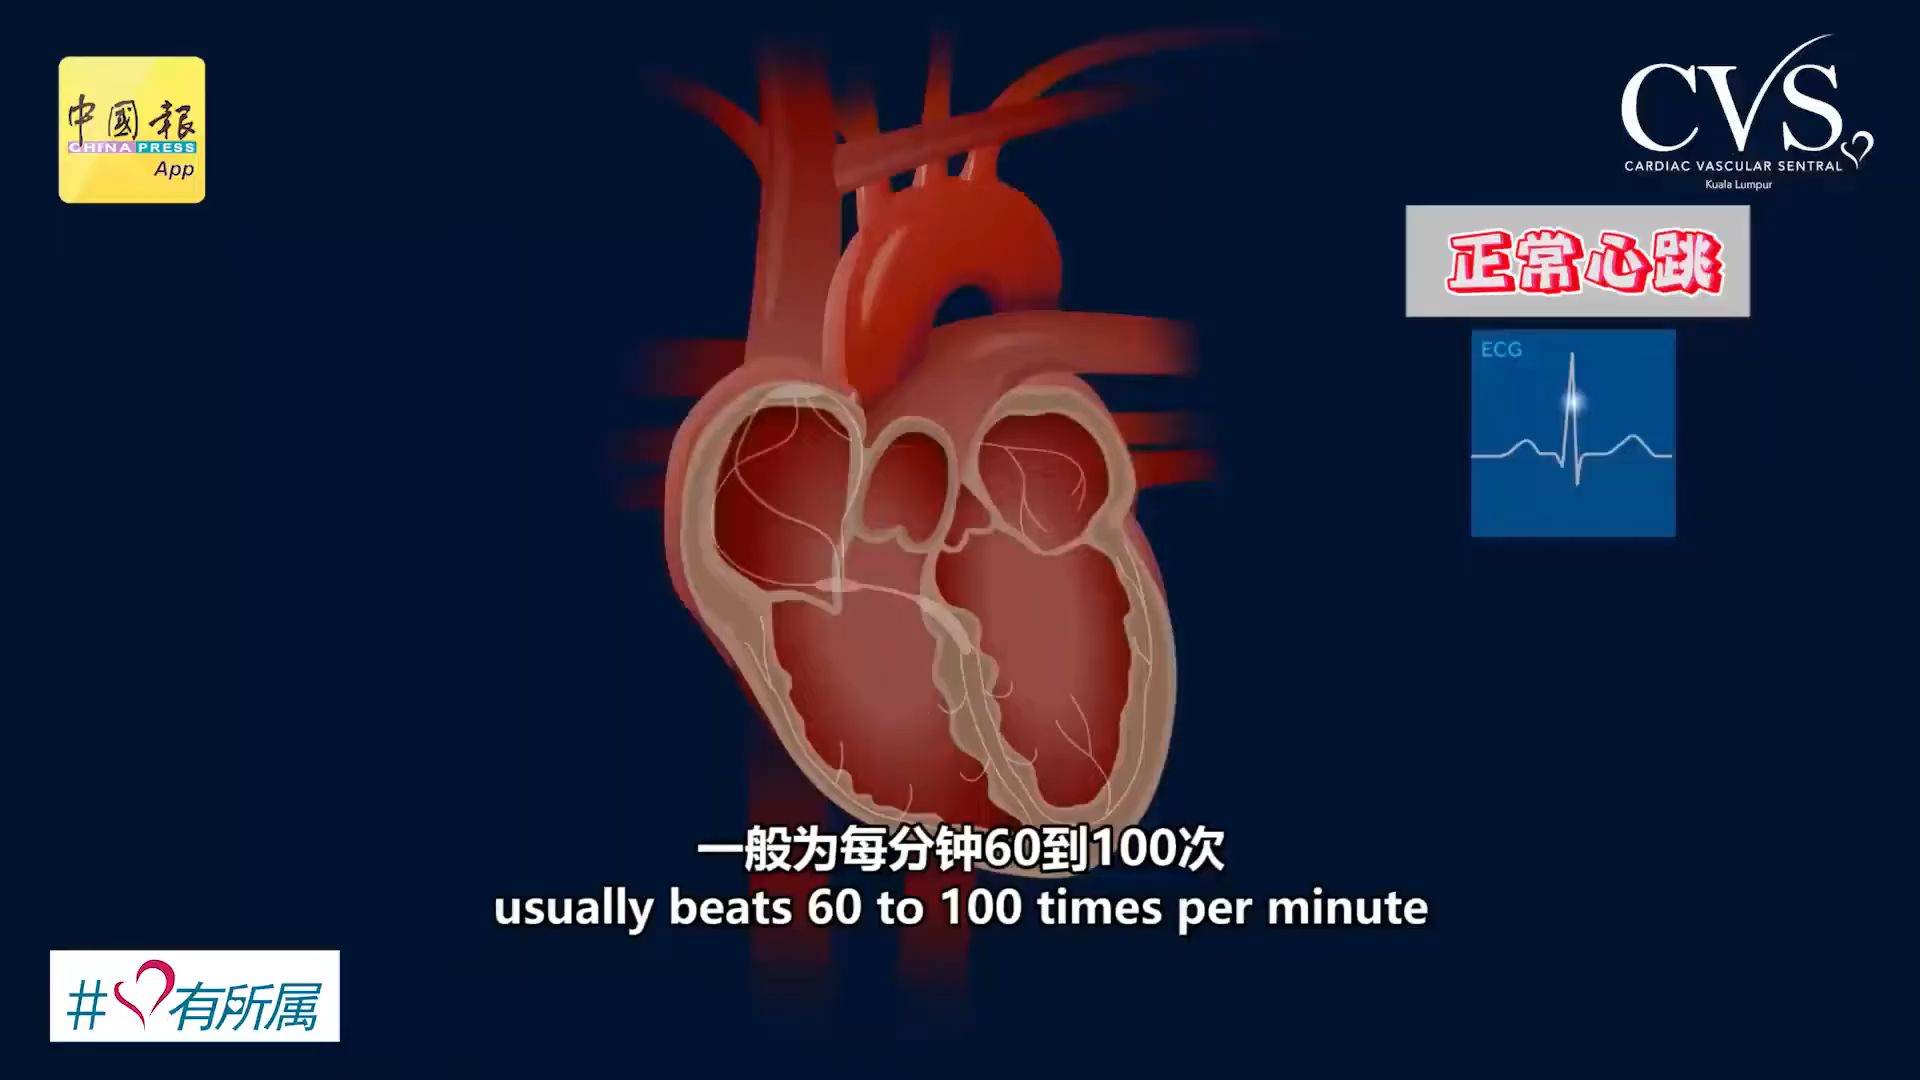 中國報
CHINA PRESS
App
CVS
CARDIAC VASCULAR SENTRAL
Kuala Lumpur
正常心跳
ECG
一般为每分钟60到100次
usually beats 60 to 100 times per minute
#有所属